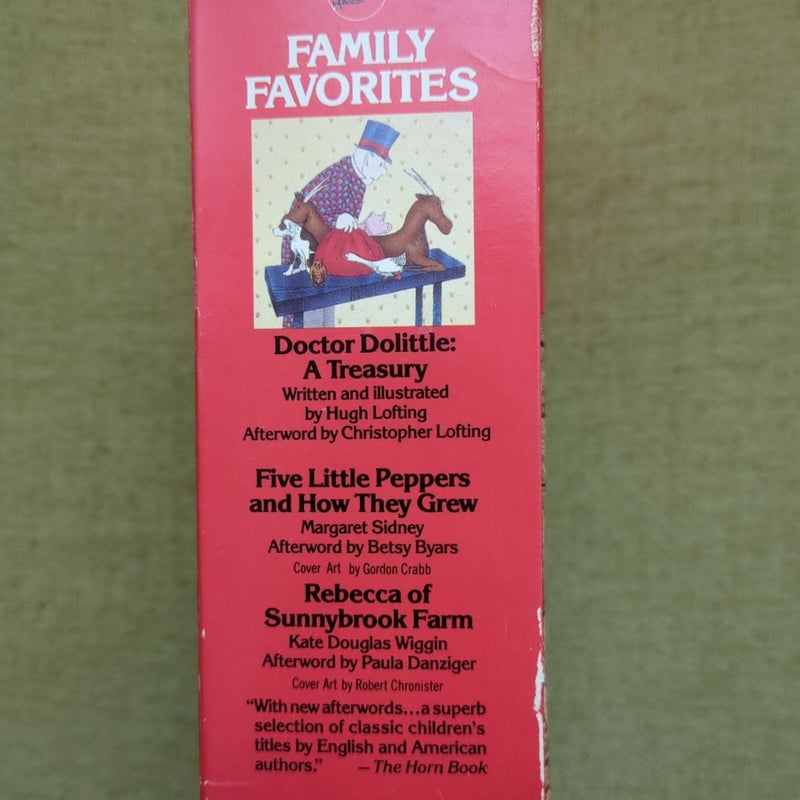 FAMILY
FAVORITES
Doctor Dolittle:
A Treasury
Written and illustrated
by Hugh Lofting
Afterword by Christopher Lofting
Five Little Peppers
and How They Grew
Margaret Sidney
Afterword by Betsy Byars
Cover Art by Gordon Crabb
Rebecca of
Sunnybrook Farm
Kate Douglas Wiggin
Afterword by Paula Danziger
Cover Art by Robert Chronister
“With new afterwords...a superb
selection of classic children’s
titles by English and American
authors.” — The Horn Book